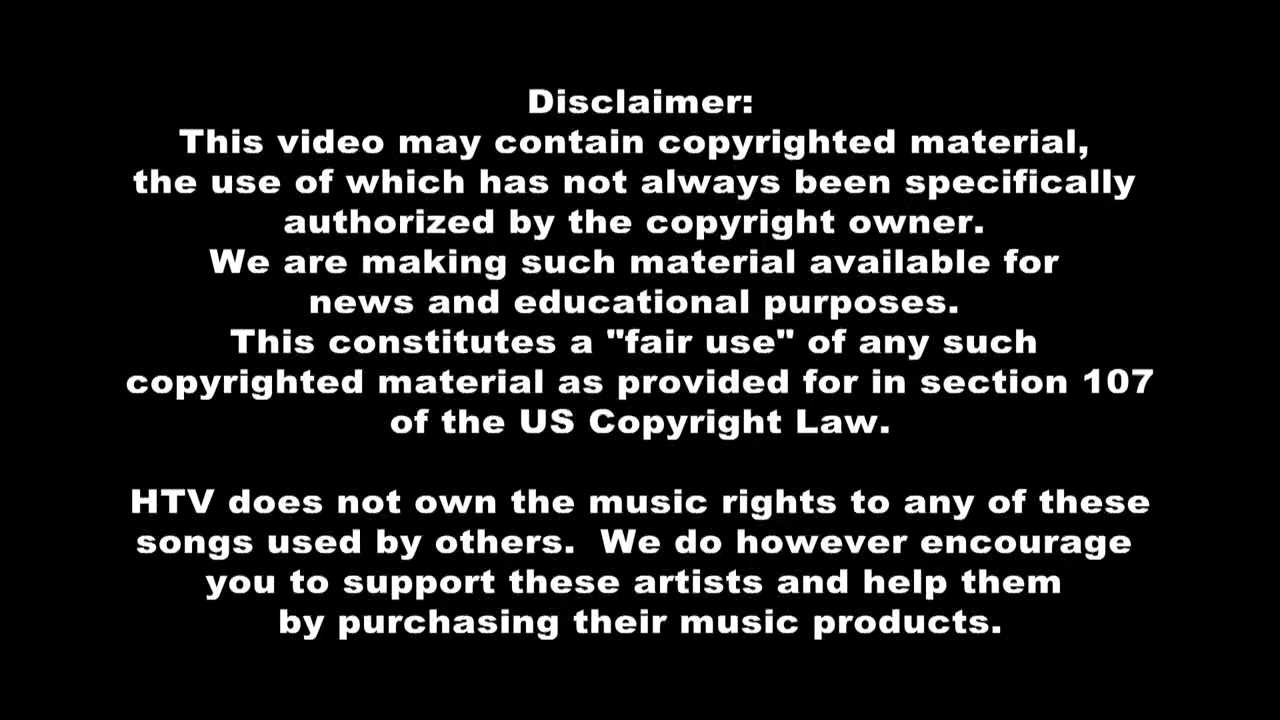 Disclaimer:
This video may contain copyrighted material,
the use of which has not always been specifically
authorized by the copyright owner.
We are making such material available for
news and educational purposes.
This constitutes a "fair use" of any such
copyrighted material as provided for in section 107
of the US Copyright Law.
HTV does not own the music rights to any of these
songs used by others.  We do however encourage
you to support these artists and help them
by purchasing their music products.